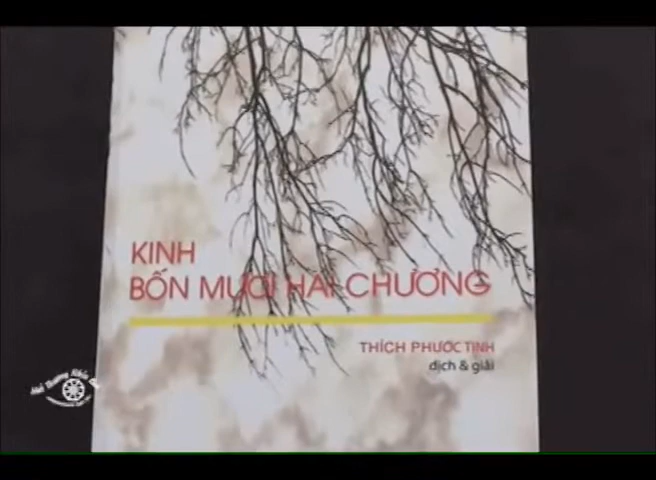 KINH
BỐN MƯƠI HAI CHƯƠNG
THÍCH PHƯỚC TỊNH
dịch & giải